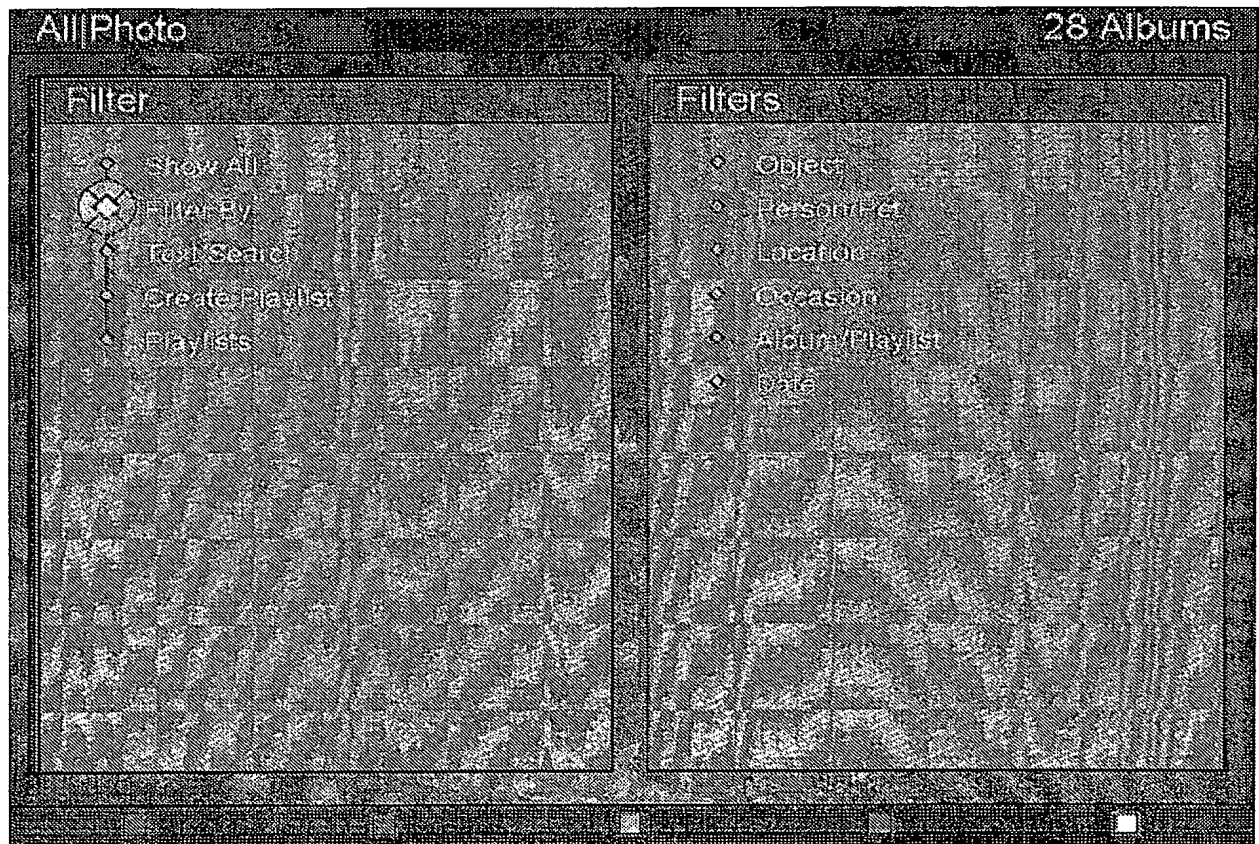 All|Photo
28 Albums
Filter
Show All
Filter By
Text Search
Create Playlist
Playlists
Filters
Object
Person/Pet
Location
Occasion
Album/Playlist